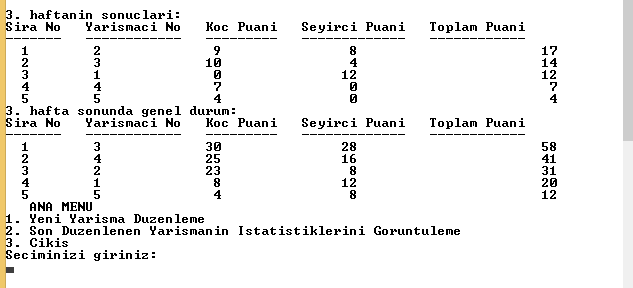 3. haftanin sonuclari:
Sira No Yarismaci No Koc Puani Seyirci Puani Toplam Puani
------- ------------ --------- ------------- ------------
1 2 9 8 17
2 3 10 4 14
3 1 0 12 12
4 4 7 0 7
5 5 4 0 4
3. hafta sonunda genel durum:
Sira No Yarismaci No Koc Puani Seyirci Puani Toplam Puani
------- ------------ --------- ------------- ------------
1 3 30 28 58
2 4 25 16 41
3 2 23 8 31
4 1 8 12 20
5 5 4 8 12
ANA MENU
1. Yeni Yarisma Duzenleme
2. Son Duzenlenen Yarismanin Istatistiklerini Goruntuleme
3. Cikis
Seciminizi giriniz: